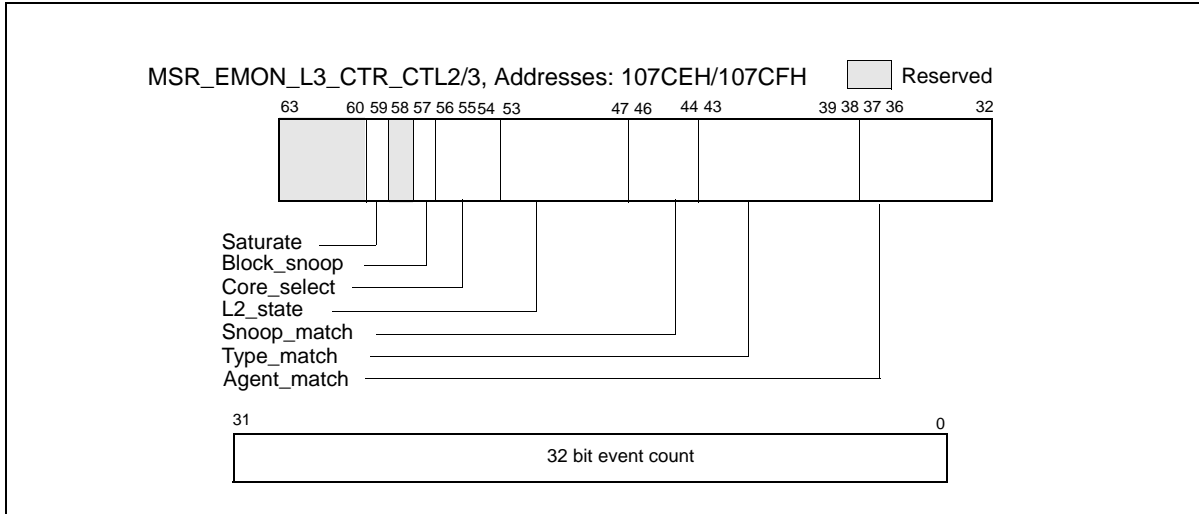 MSR_EMON_L3_CTR_CTL2/3, Addresses: 107CEH/107CFH Reserved
63 60 59 58 57 56 55 54 53 47 46 44 43 39 38 37 36 32
Saturate
Block_snoop
Core_select
L2_state
Snoop_match
Type_match
Agent_match
31 0
32 bit event count